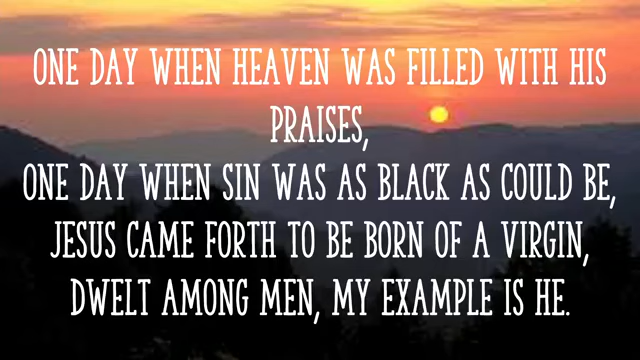 ONE DAY WHEN HEAVEN WAS FILLED WITH HIS
PRAISES,
ONE DAY WHEN SIN WAS AS BLACK AS COULD BE,
JESUS CAME FORTH TO BE BORN OF A VIRGIN,
DWELT AMONG MEN, MY EXAMPLE IS HE.